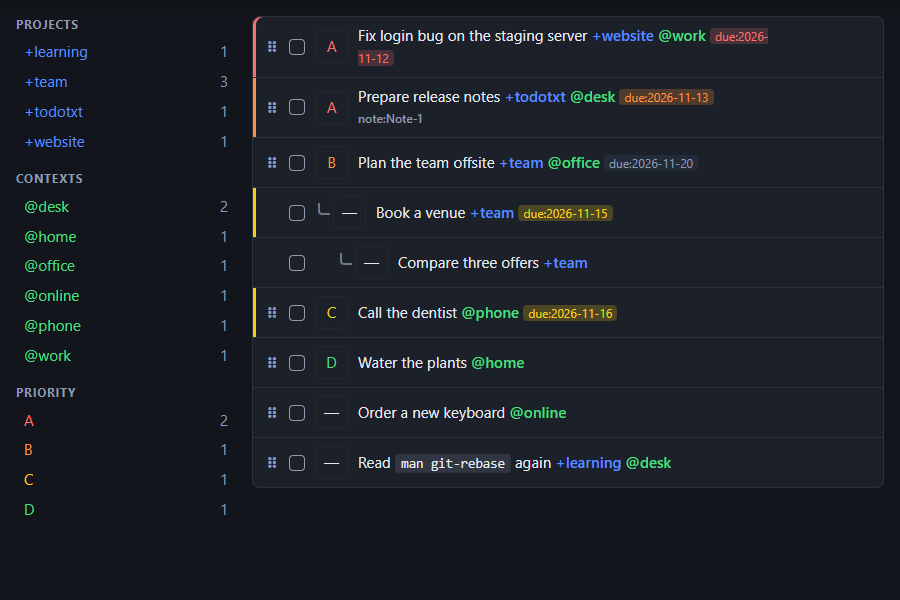 PROJECTS
+learning 1
+team 3
+todotxt 1
+website 1
CONTEXTS
@desk 2
@home 1
@office 1
@online 1
@phone 1
@work 1
PRIORITY
A 2
B 1
C 1
D 1
A Fix login bug on the staging server +website @work due:2026-
11-12
A Prepare release notes +todotxt @desk due:2026-11-13
note:Note-1
B Plan the team offsite +team @office due:2026-11-20
— Book a venue +team due:2026-11-15
— Compare three offers +team
C Call the dentist @phone due:2026-11-16
D Water the plants @home
— Order a new keyboard @online
— Read man git-rebase again +learning @desk